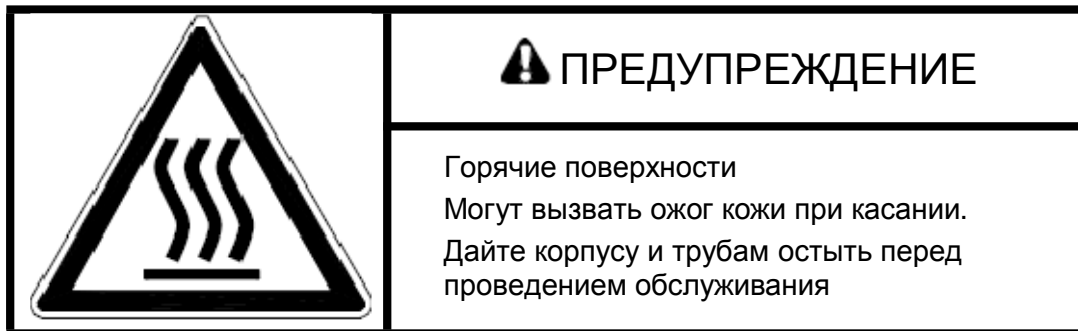 ПРЕДУПРЕЖДЕНИЕ
Горячие поверхности
Могут вызвать ожог кожи при касании.
Дайте корпусу и трубам остыть перед
проведением обслуживания